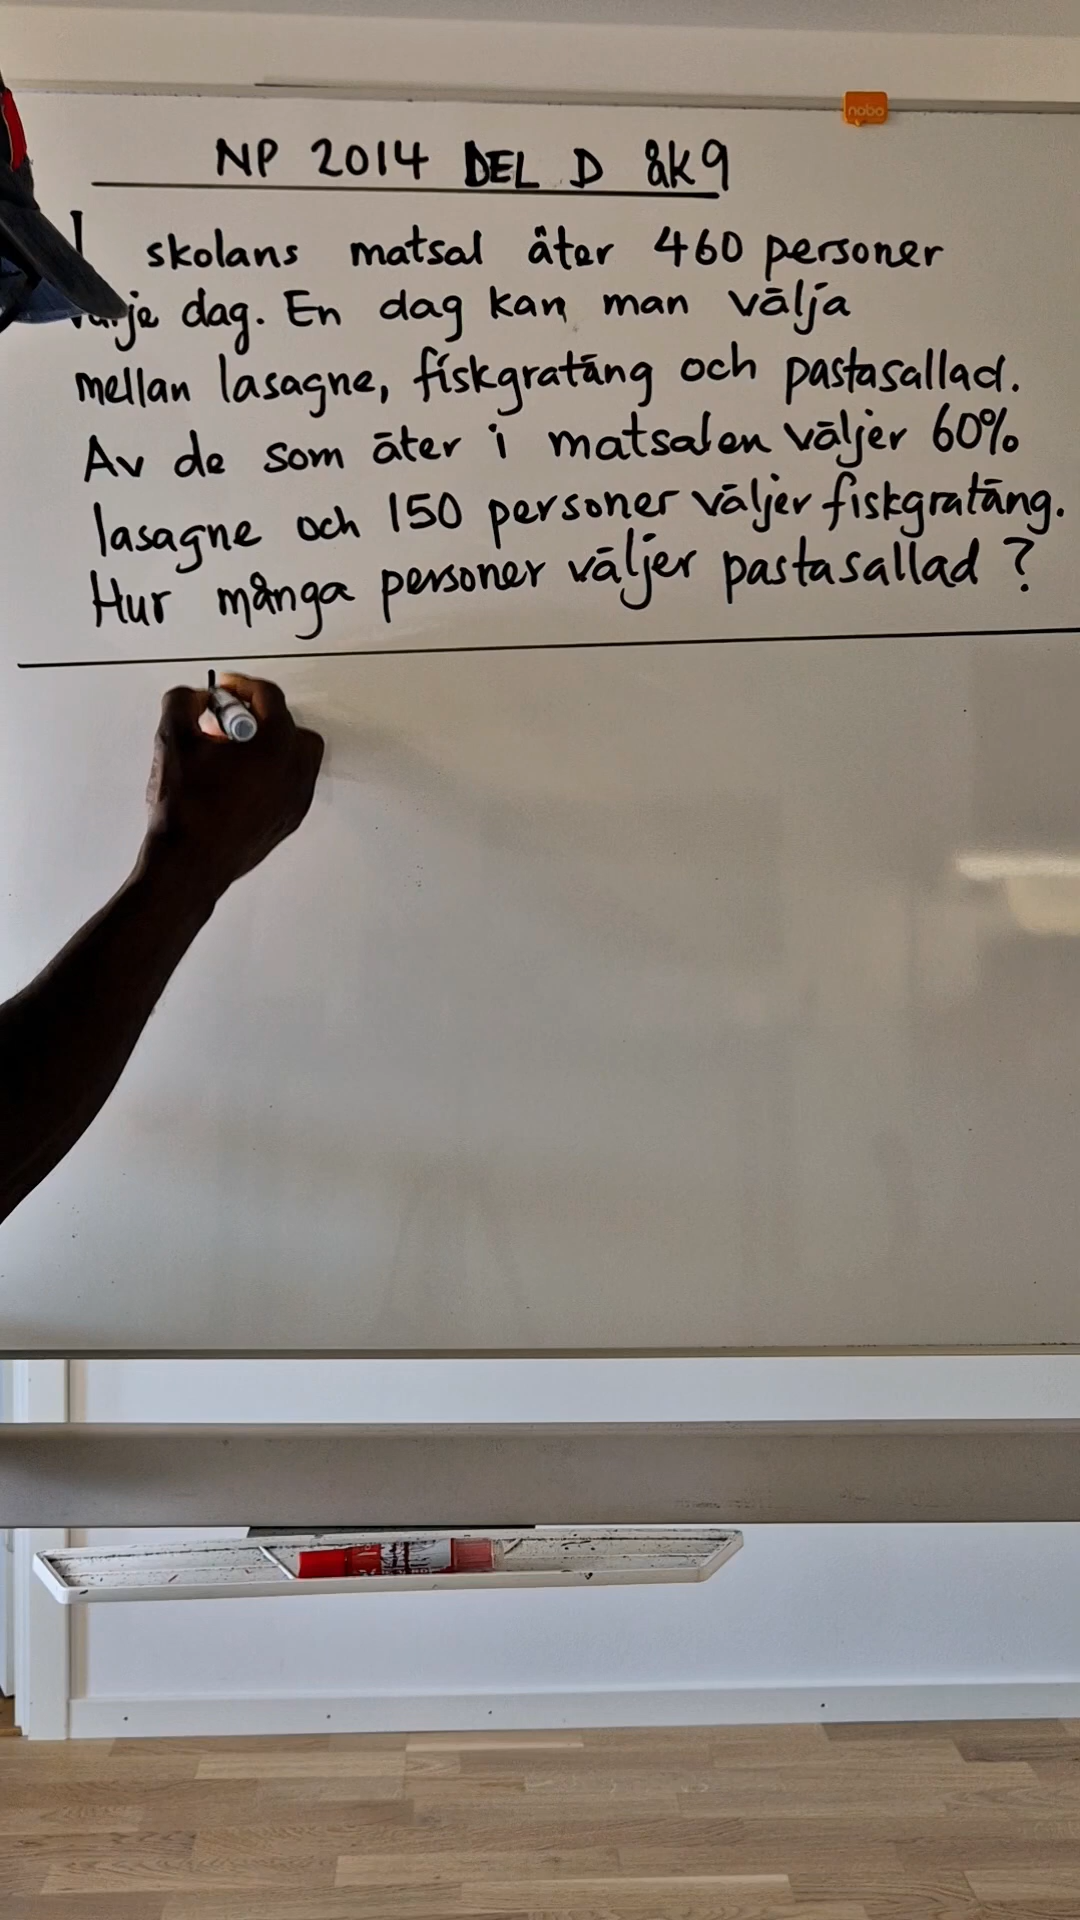 nobo
NP 2014 DEL D åk9
I skolans matsal äter 460 personer
varje dag. En dag kan man välja
mellan lasagne, fiskgratäng och pastasallad.
Av de som äter i matsalen väljer 60%
lasagne och 150 personer väljer fiskgratäng.
Hur många personer väljer pastasallad ?